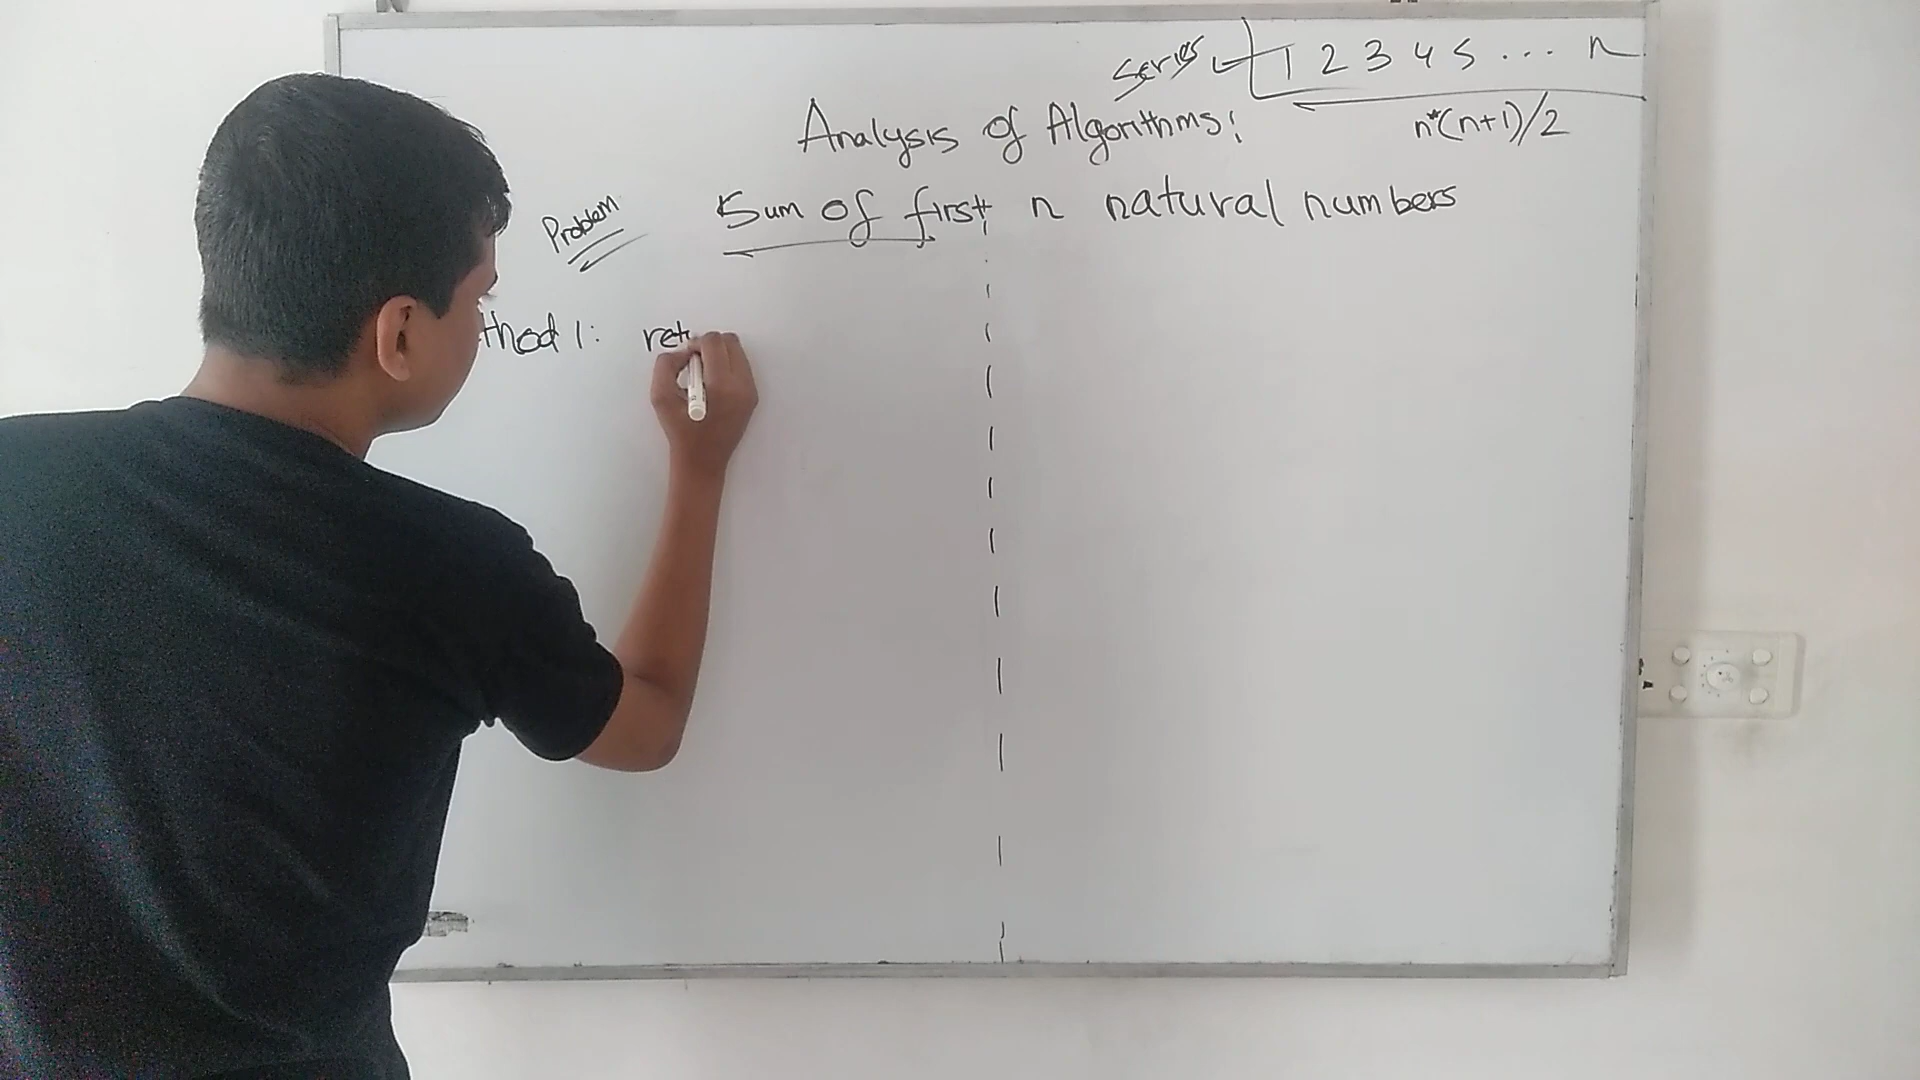 Series 1 2 3 4 5 ... n
n*(n+1)/2
Analysis of Algorithms:
Problem
Sum of first n natural numbers
thod 1: ret